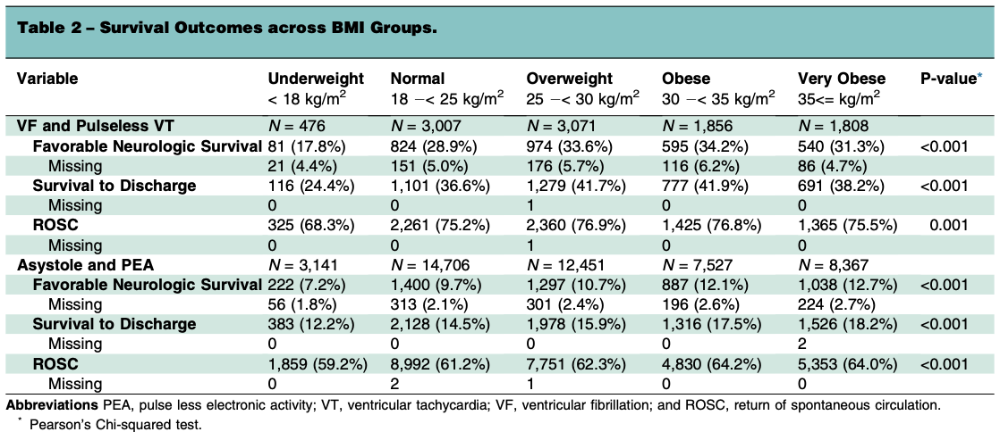 Table 2 – Survival Outcomes across BMI Groups.
Variable Underweight Normal Overweight Obese Very Obese P-value*
< 18 kg/m² 18 –< 25 kg/m² 25 –< 30 kg/m² 30 –< 35 kg/m² 35<= kg/m²
VF and Pulseless VT N = 476 N = 3,007 N = 3,071 N = 1,856 N = 1,808
Favorable Neurologic Survival 81 (17.8%) 824 (28.9%) 974 (33.6%) 595 (34.2%) 540 (31.3%) <0.001
Missing 21 (4.4%) 151 (5.0%) 176 (5.7%) 116 (6.2%) 86 (4.7%)
Survival to Discharge 116 (24.4%) 1,101 (36.6%) 1,279 (41.7%) 777 (41.9%) 691 (38.2%) <0.001
Missing 0 0 1 0 0
ROSC 325 (68.3%) 2,261 (75.2%) 2,360 (76.9%) 1,425 (76.8%) 1,365 (75.5%) 0.001
Missing 0 0 1 0 0
Asystole and PEA N = 3,141 N = 14,706 N = 12,451 N = 7,527 N = 8,367
Favorable Neurologic Survival 222 (7.2%) 1,400 (9.7%) 1,297 (10.7%) 887 (12.1%) 1,038 (12.7%) <0.001
Missing 56 (1.8%) 313 (2.1%) 301 (2.4%) 196 (2.6%) 224 (2.7%)
Survival to Discharge 383 (12.2%) 2,128 (14.5%) 1,978 (15.9%) 1,316 (17.5%) 1,526 (18.2%) <0.001
Missing 0 0 0 0 2
ROSC 1,859 (59.2%) 8,992 (61.2%) 7,751 (62.3%) 4,830 (64.2%) 5,353 (64.0%) <0.001
Missing 0 2 1 0 0
Abbreviations PEA, pulse less electronic activity; VT, ventricular tachycardia; VF, ventricular fibrillation; and ROSC, return of spontaneous circulation.
* Pearson's Chi-squared test.